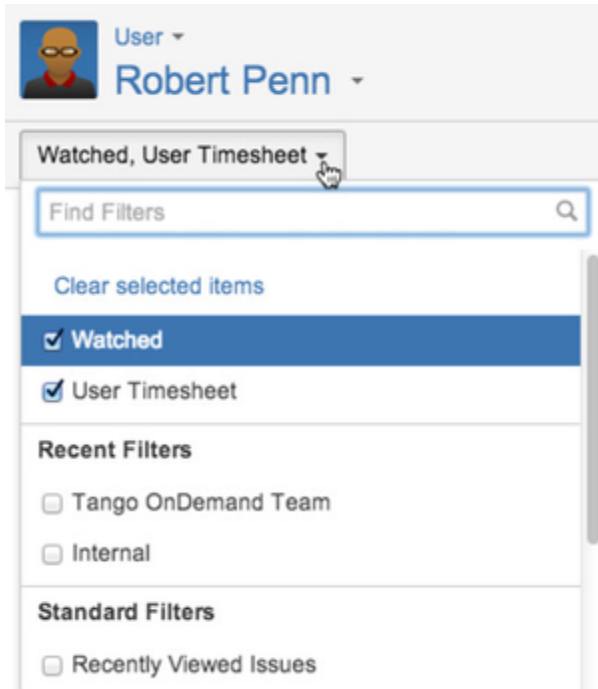 User
Robert Penn
Watched, User Timesheet
Find Filters
Clear selected items
Watched
User Timesheet
Recent Filters
Tango OnDemand Team
Internal
Standard Filters
Recently Viewed Issues